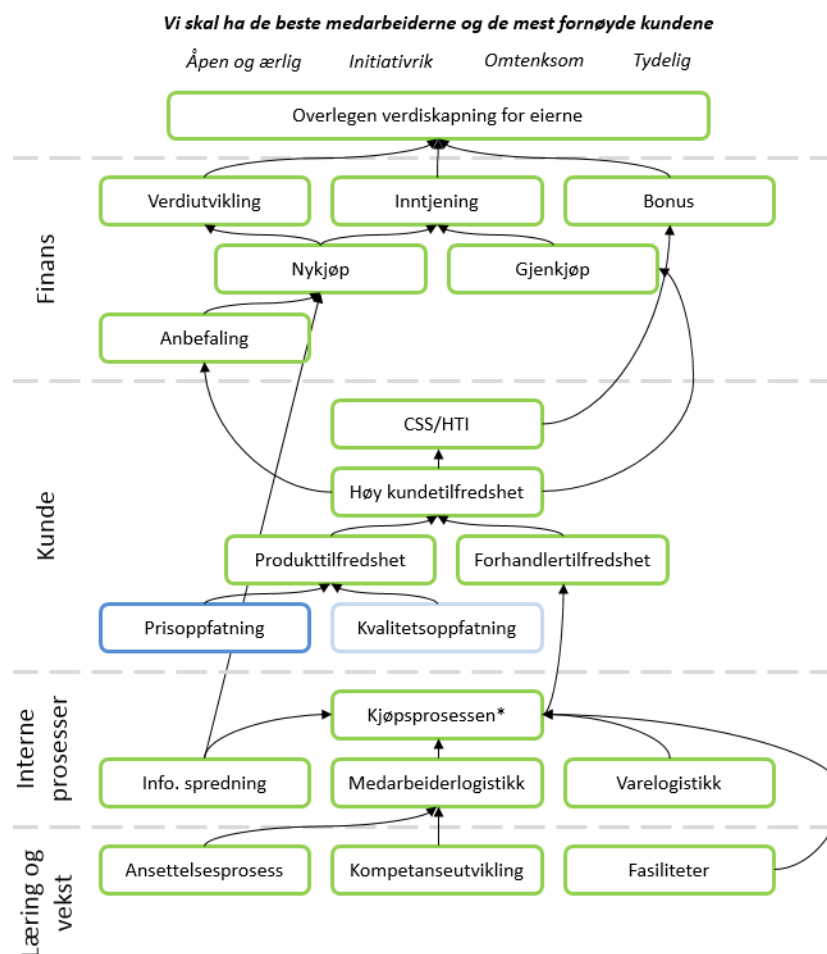 Vi skal ha de beste medarbeiderne og de mest fornøyde kundene
Åpen og ærlig Initiativrik Omtenksom Tydelig
Overlegen verdiskapning for eierne
Finans
Verdiutvikling Inntjening Bonus
Nykjøp Gjenkjøp
Anbefaling
Kunde
CSS/HTI
Høy kundetilfredshet
Produkttilfredshet Forhandlertilfredshet
Prisoppfatning Kvalitetsoppfatning
Interne
prosesser
Kjøpsprosessen*
Info. spredning Medarbeiderlogistikk Varelogistikk
Læring og
vekst
Ansettelsesprosess Kompetanseutvikling Fasiliteter